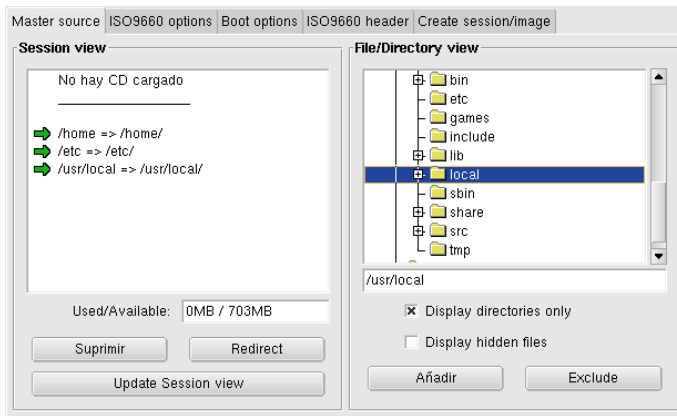 Master source ISO9660 options Boot options ISO9660 header Create session/image
Session view
No hay CD cargado
/home => /home/
/etc => /etc/
/usr/local => /usr/local/
Used/Available: 0MB / 703MB
Suprimir Redirect
Update Session view
File/Directory view
bin
etc
games
include
lib
local
sbin
share
src
tmp
/usr/local
Display directories only
Display hidden files
Añadir Exclude